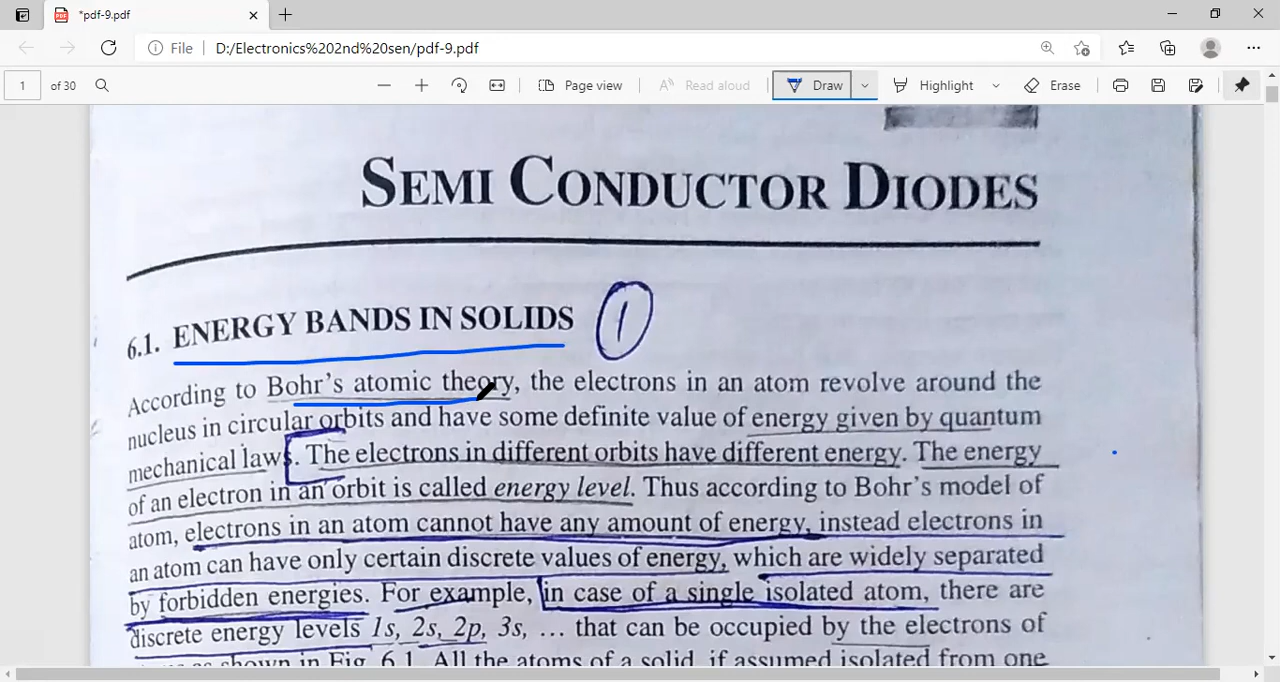 *pdf-9.pdf
File | D:/Electronics%202nd%20sen/pdf-9.pdf
1 of 30 Page view Read aloud Draw Highlight Erase
SEMI CONDUCTOR DIODES
6.1. ENERGY BANDS IN SOLIDS 1
According to Bohr's atomic theory, the electrons in an atom revolve around the
nucleus in circular orbits and have some definite value of energy given by quantum
mechanical laws. The electrons in different orbits have different energy. The energy
of an electron in an orbit is called energy level. Thus according to Bohr's model of
atom, electrons in an atom cannot have any amount of energy, instead electrons in
an atom can have only certain discrete values of energy, which are widely separated
by forbidden energies. For example, in case of a single isolated atom, there are
discrete energy levels 1s, 2s, 2p, 3s, ... that can be occupied by the electrons of
as shown in Fig. 6.1. All the atoms of a solid, if assumed isolated from one